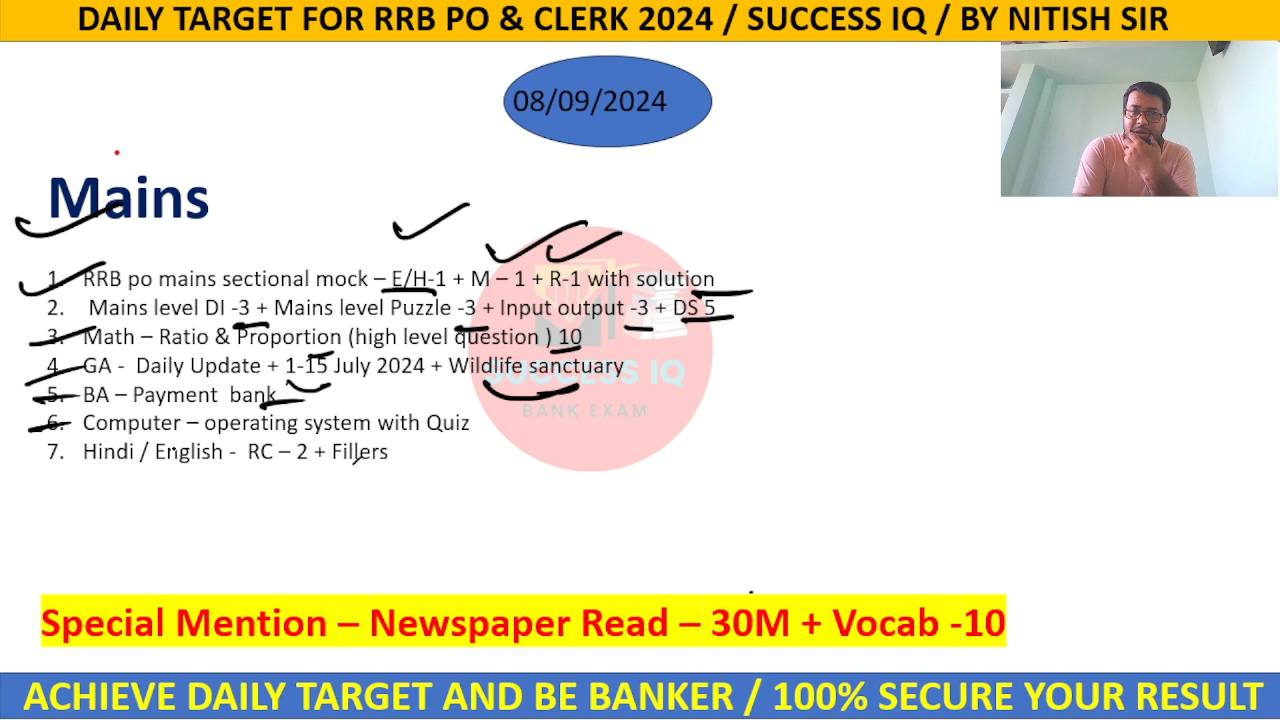 DAILY TARGET FOR RRB PO & CLERK 2024 / SUCCESS IQ / BY NITISH SIR
08/09/2024
Mains
1. RRB po mains sectional mock – E/H-1 + M – 1 + R-1 with solution
2. Mains level DI -3 + Mains level Puzzle -3 + Input output -3 + DS 5
3. Math – Ratio & Proportion (high level question ) 10
4. GA - Daily Update + 1-15 July 2024 + Wildlife sanctuary
5. BA – Payment bank
6. Computer – operating system with Quiz
7. Hindi / English - RC – 2 + Fillers
SUCCESS IQ
BANK EXAM
Special Mention – Newspaper Read – 30M + Vocab -10
ACHIEVE DAILY TARGET AND BE BANKER / 100% SECURE YOUR RESULT